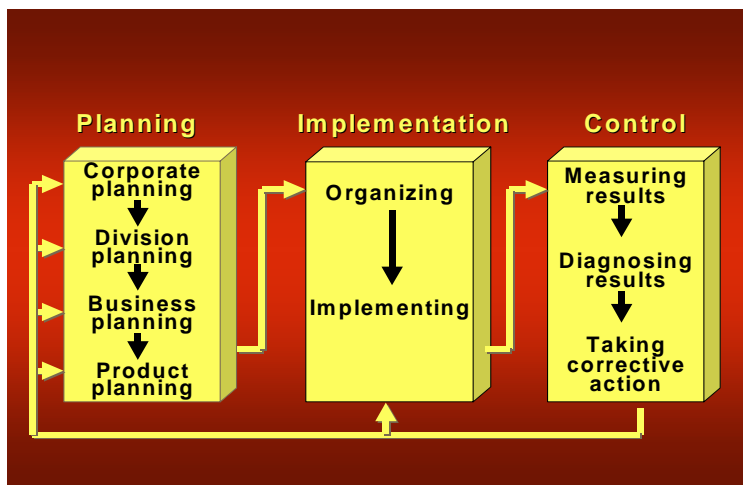 Planning
Corporate
planning
Division
planning
Business
planning
Product
planning
Implementation
Organizing
Implementing
Control
Measuring
results
Diagnosing
results
Taking
corrective
action